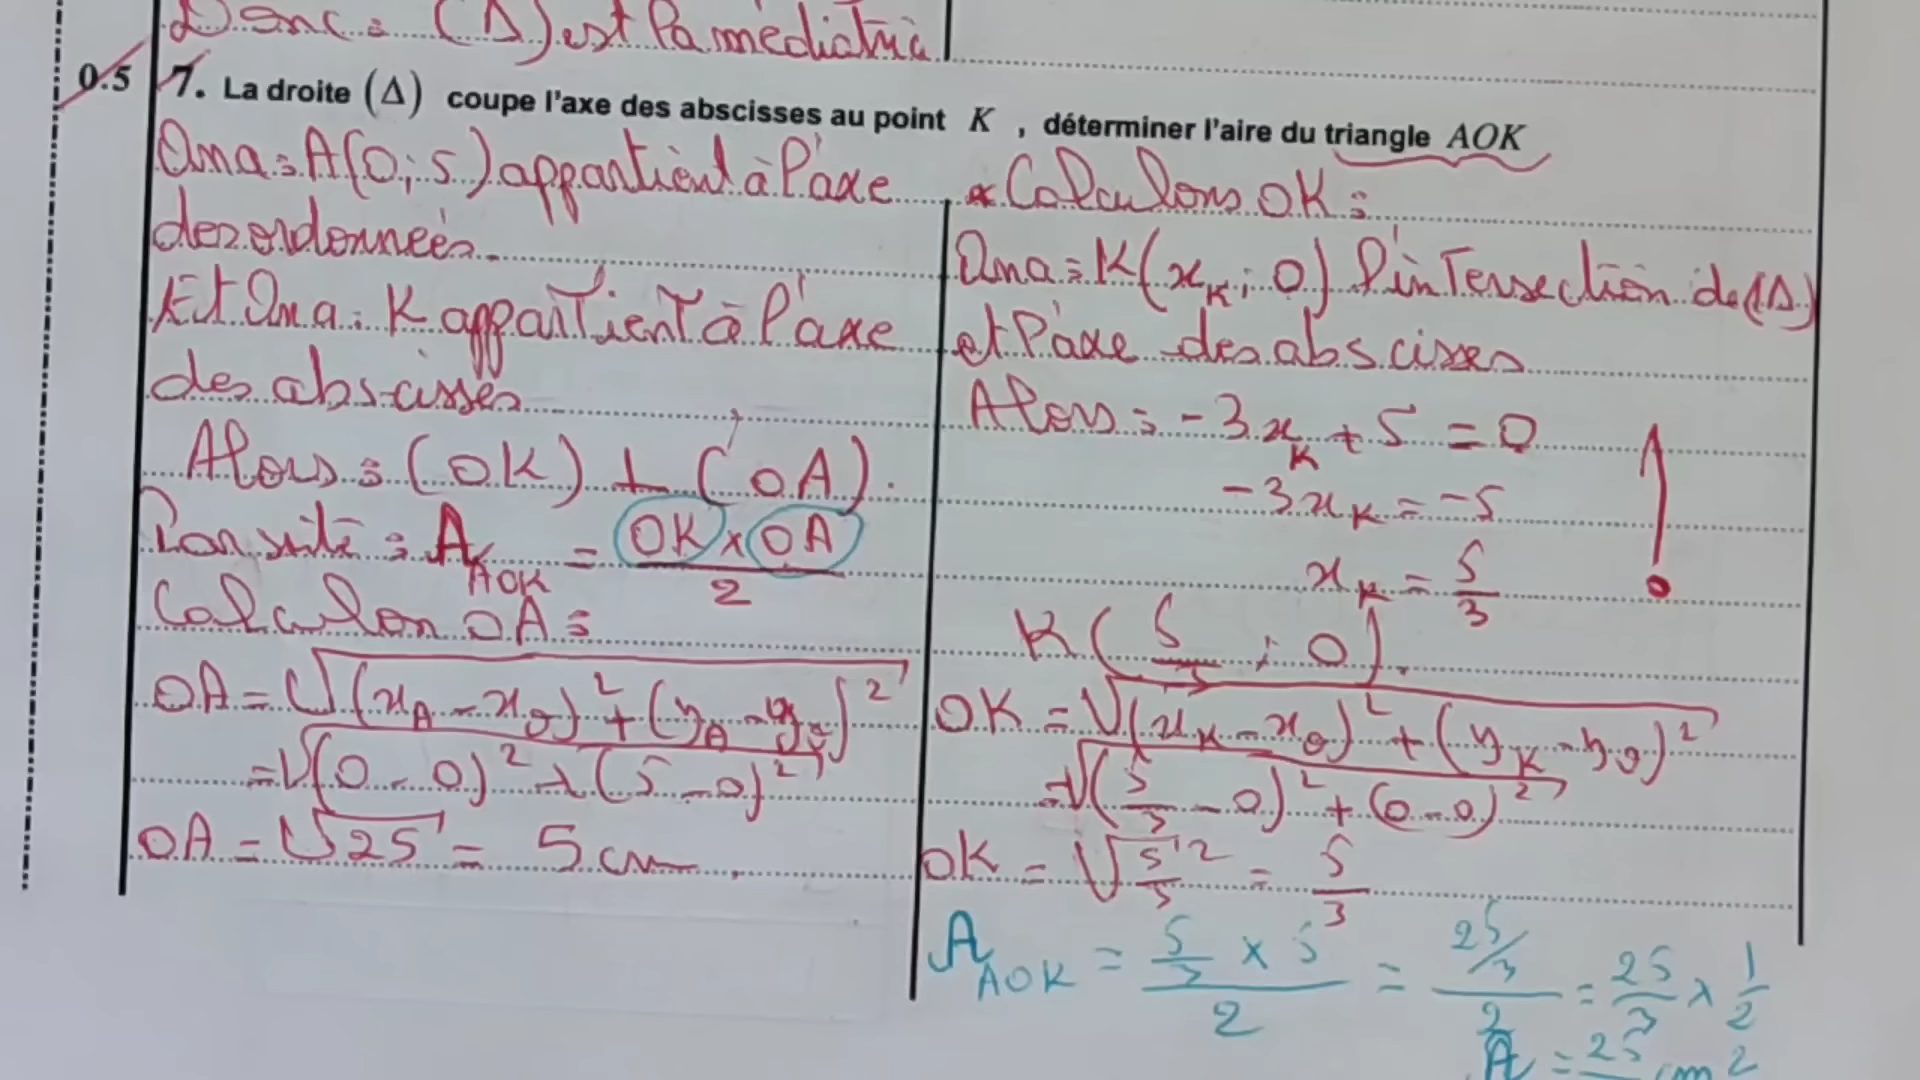 Donc : (Δ) est la médiatric
0.5 7. La droite (Δ) coupe l'axe des abscisses au point K , déterminer l'aire du triangle AOK
On a : A(0;5) appartient à l'axe
des ordonnées.
Et On a : K appartient à l'axe
des abscisses
Alors : (OK) ⊥ (OA).
Par suite : A_AOK = (OK × OA)/2
Calculon OA :
OA = √((x_A - x_O)² + (y_A - y_O)²)
= √((0 - 0)² + (5 - 0)²)
OA = √25 = 5 cm.
* Calculons OK :
On a : K(x_K ; 0) l'intersection de (Δ)
et l'axe des abscisses
Alors : -3x_K + 5 = 0
-3x_K = -5
x_K = 5/3
K(5/3 ; 0).
OK = √((x_K - x_O)² + (y_K - y_O)²)
= √((5/3 - 0)² + (0 - 0)²)
OK = √(5/3²) = 5/3
A_AOK = (5/3 × 5)/2 = (25/3)/2 = 25/3 × 1/2
A = 25 cm²